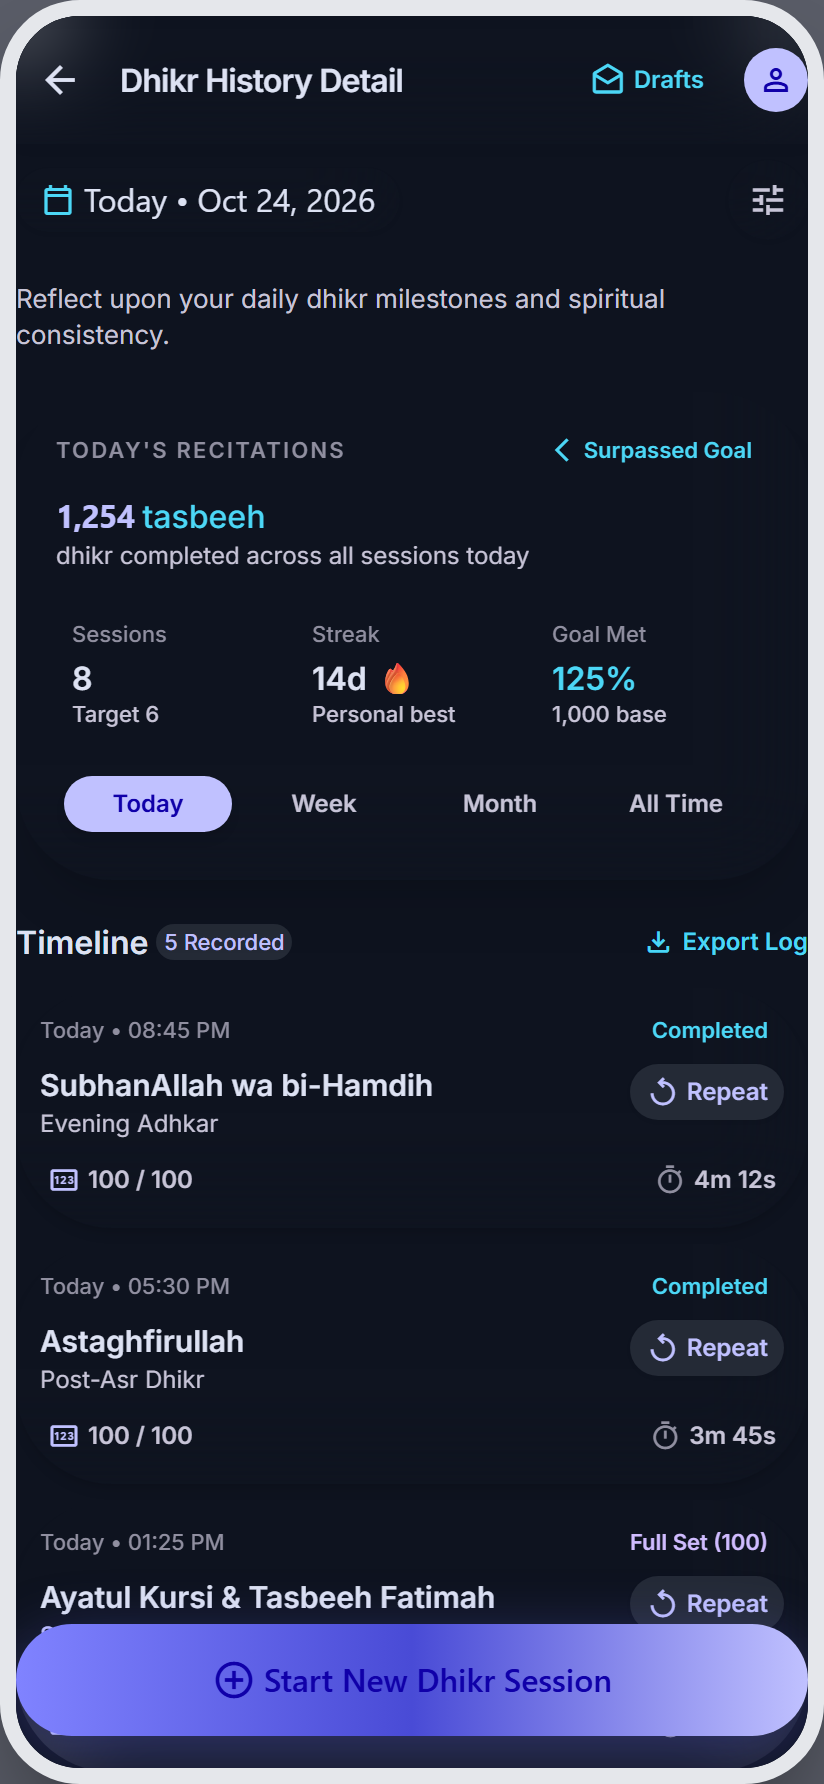 Dhikr History Detail
Drafts
Today • Oct 24, 2026
Reflect upon your daily dhikr milestones and spiritual
consistency.
TODAY'S RECITATIONS
Surpassed Goal
1,254 tasbeeh
dhikr completed across all sessions today
Sessions
Streak
Goal Met
8
14d 🔥
125%
Target 6
Personal best
1,000 base
Today
Week
Month
All Time
Timeline
5 Recorded
Export Log
Today • 08:45 PM
Completed
SubhanAllah wa bi-Hamdih
Repeat
Evening Adhkar
123
100 / 100
4m 12s
Today • 05:30 PM
Completed
Astaghfirullah
Repeat
Post-Asr Dhikr
123
100 / 100
3m 45s
Today • 01:25 PM
Full Set (100)
Ayatul Kursi & Tasbeeh Fatimah
Repeat
Start New Dhikr Session